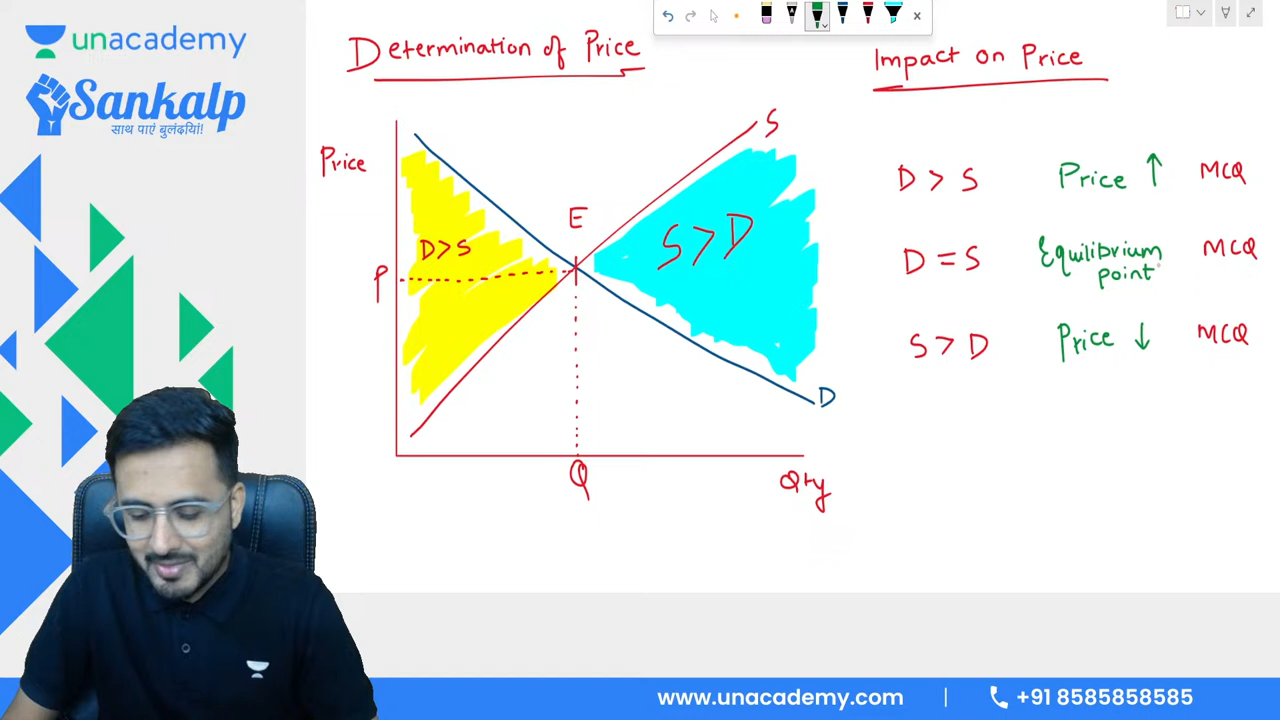 unacademy
Sankalp
साथ पाएं बुलंदियां!
Determination of Price
Impact on Price
Price
S
E
D > S
S > D
P
D
Q
Qty
D > S Price ↑ MCQ
D = S Equilibrium point MCQ
S > D Price ↓ MCQ
www.unacademy.com | +91 8585858585